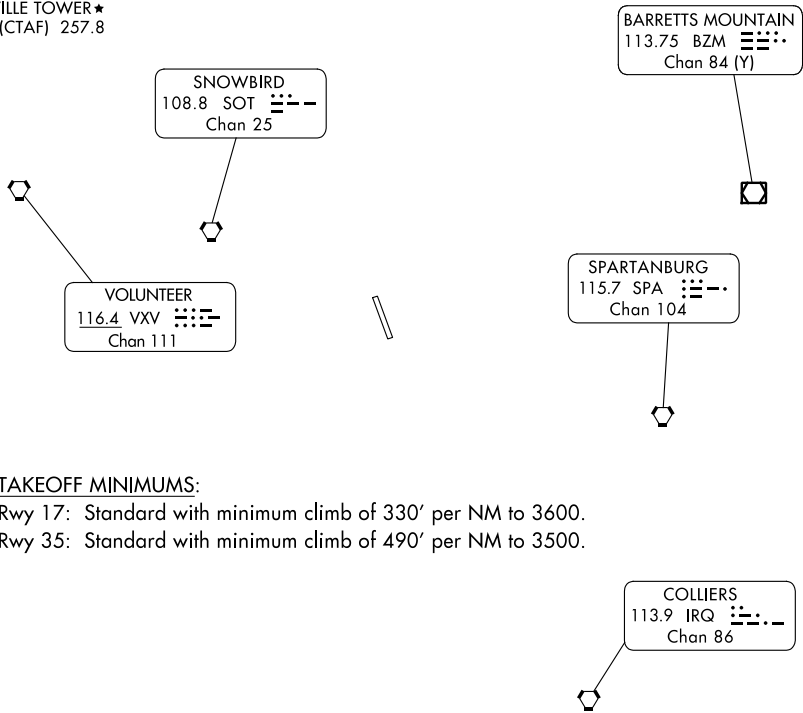 ILLE TOWER★
(CTAF) 257.8
BARRETTS MOUNTAIN
113.75 BZM
Chan 84 (Y)
SNOWBIRD
108.8 SOT
Chan 25
VOLUNTEER
116.4 VXV
Chan 111
SPARTANBURG
115.7 SPA
Chan 104
TAKEOFF MINIMUMS:
Rwy 17: Standard with minimum climb of 330′ per NM to 3600.
Rwy 35: Standard with minimum climb of 490′ per NM to 3500.
COLLIERS
113.9 IRQ
Chan 86